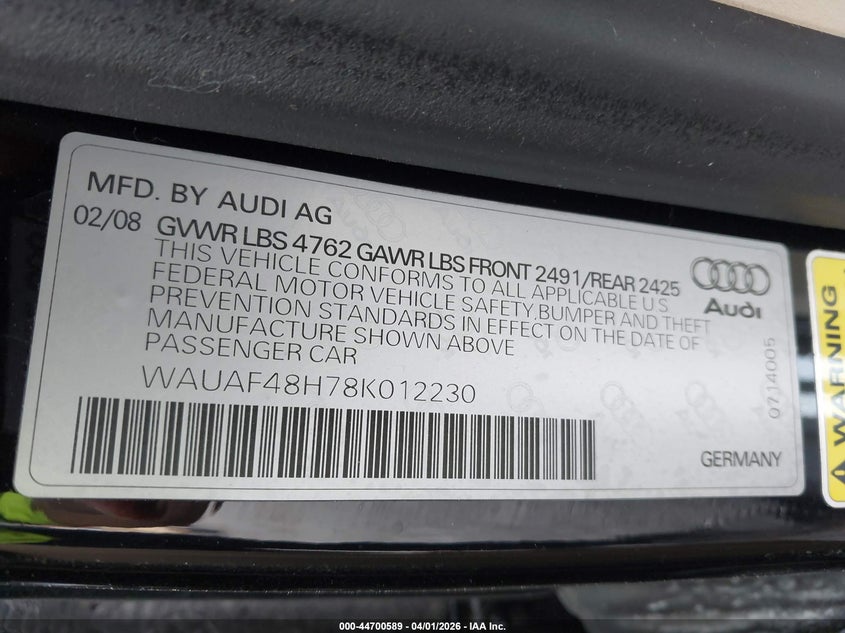 MFD. BY AUDI AG
02/08 GVWR LBS 4762 GAWR LBS FRONT 2491/REAR 2425
THIS VEHICLE CONFORMS TO ALL APPLICABLE U S
FEDERAL MOTOR VEHICLE SAFETY,BUMPER AND THEFT
PREVENTION STANDARDS IN EFFECT ON THE DATE OF
MANUFACTURE SHOWN ABOVE
PASSENGER CAR
WAUAF48H78K012230
Audi
0714005
GERMANY
WARNING
000-44700589 - 04/01/2026 - IAA Inc.